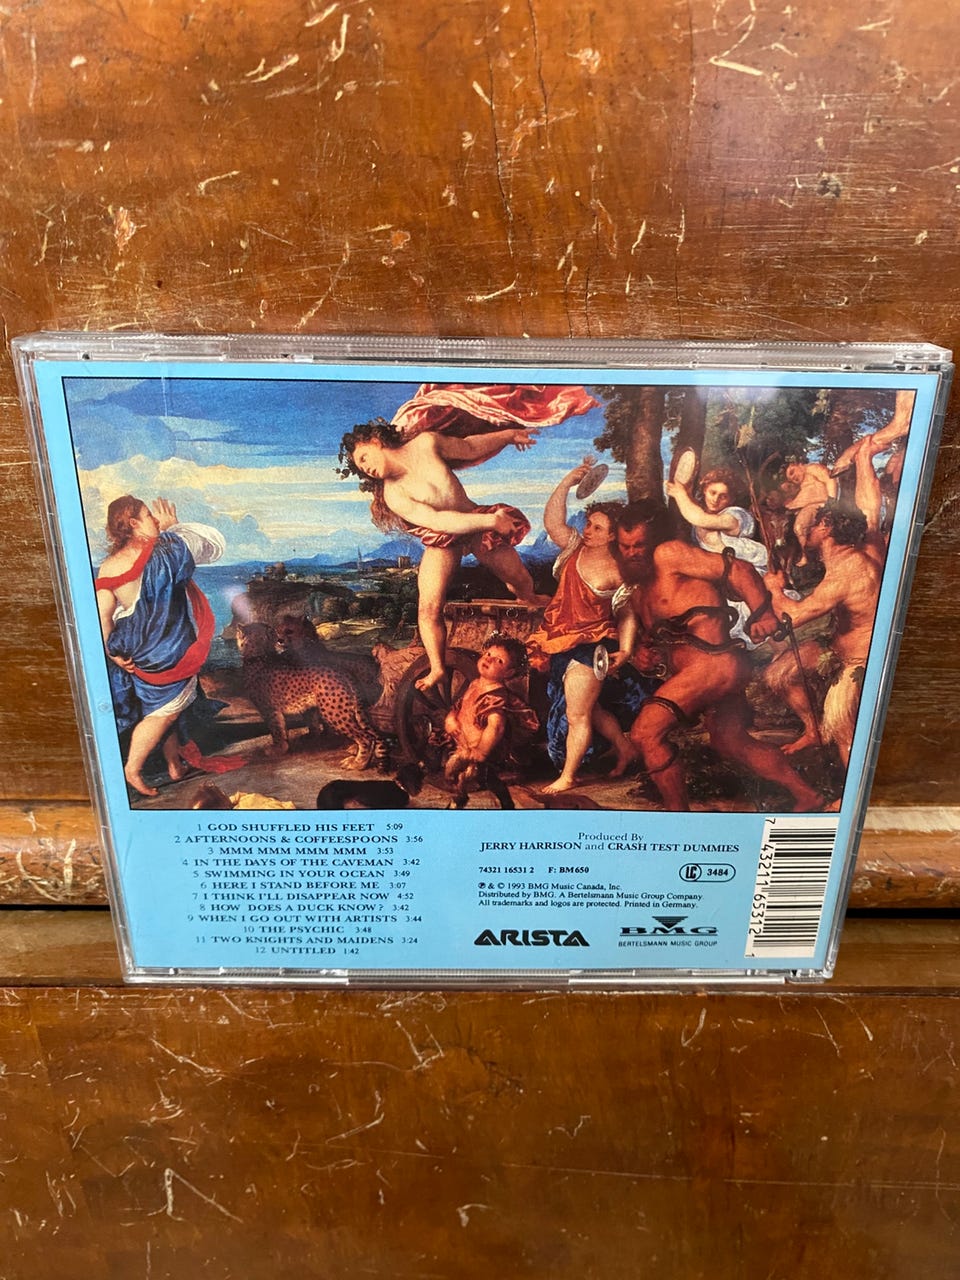 1 GOD SHUFFLED HIS FEET 5:09
2 AFTERNOONS & COFFEESPOONS 3:56
3 MMM MMM MMM MMM 3:53
4 IN THE DAYS OF THE CAVEMAN 3:42
5 SWIMMING IN YOUR OCEAN 3:49
6 HERE I STAND BEFORE ME 3:07
7 I THINK I'LL DISAPPEAR NOW 4:52
8 HOW DOES A DUCK KNOW? 3:42
9 WHEN I GO OUT WITH ARTISTS 3:44
10 THE PSYCHIC 3:48
11 TWO KNIGHTS AND MAIDENS 3:24
12 UNTITLED 1:42
Produced By
JERRY HARRISON and CRASH TEST DUMMIES
74321 16531 2 F: BM650
LC 3484
℗ & © 1993 BMG Music Canada, Inc.
Distributed by BMG. A Bertelsmann Music Group Company.
All trademarks and logos are protected. Printed in Germany.
ARISTA
BMG
BERTELSMANN MUSIC GROUP
7 43211 65312 1